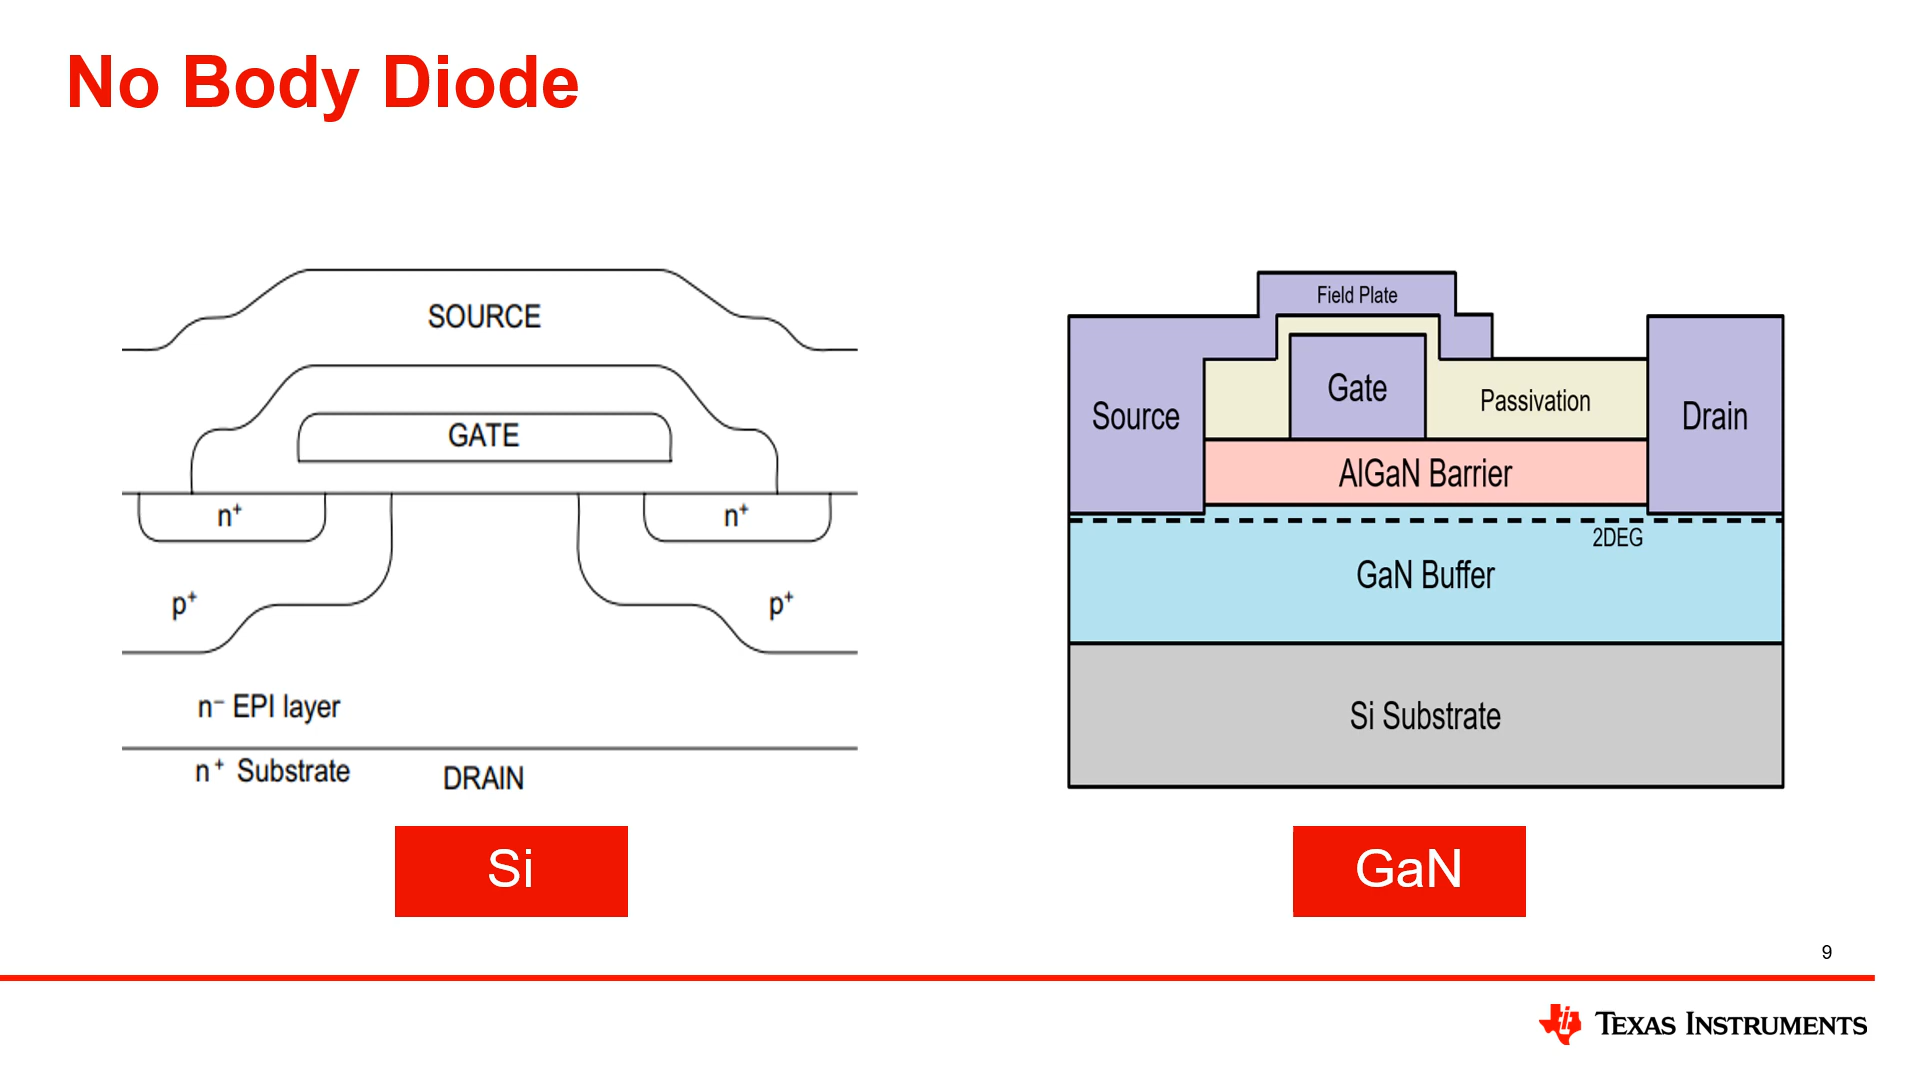 No Body Diode
SOURCE
GATE
n⁺
n⁺
p⁺
p⁺
n⁻ EPI layer
n⁺ Substrate
DRAIN
Si
Field Plate
Source
Gate
Passivation
Drain
AlGaN Barrier
2DEG
GaN Buffer
Si Substrate
GaN
9
TEXAS INSTRUMENTS